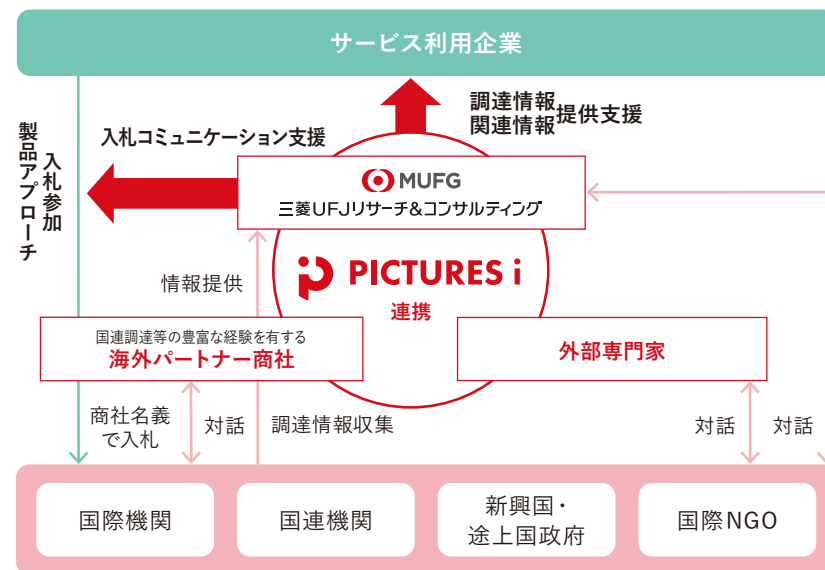 サービス利用企業
調達情報
関連情報
提供支援
入札コミュニケーション支援
入札参加
製品アプローチ
MUFG
三菱UFJリサーチ&コンサルティング
情報提供
PICTURES i
連携
国連調達等の豊富な経験を有する
海外パートナー商社
外部専門家
商社名義
で入札
対話
調達情報収集
対話
対話
国際機関
国連機関
新興国・
途上国政府
国際NGO